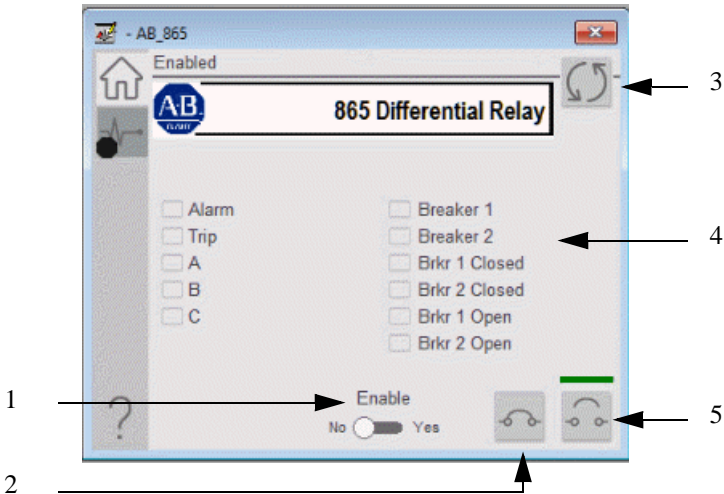 - AB_865
Enabled
A.B.
865 Differential Relay
3
Alarm
Trip
A
B
C
Breaker 1
Breaker 2
Brkr 1 Closed
Brkr 2 Closed
Brkr 1 Open
Brkr 2 Open
4
1
Enable
No
Yes
?
5
2